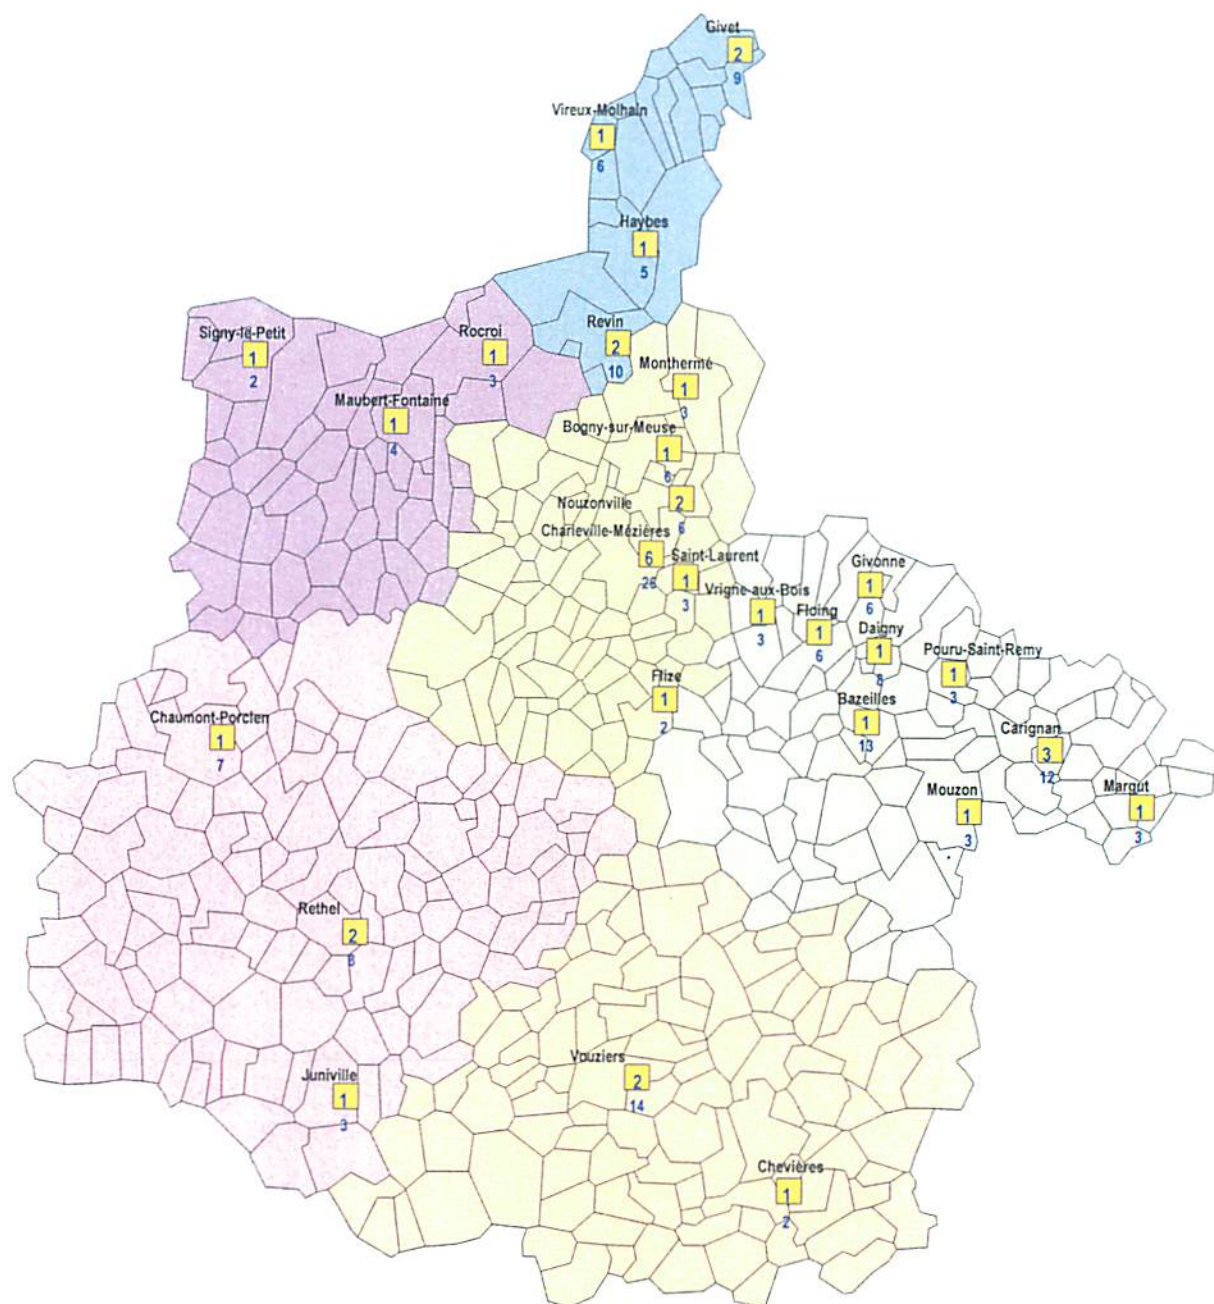 Givet
2
9
Vireux-Molhain
1
6
Haybes
1
5
Revin
2
10
Signy-le-Petit
1
2
Rocroi
1
3
Maubert-Fontaine
1
4
Monthermé
1
3
Bogny-sur-Meuse
1
6
Nouzonville
2
6
Charleville-Mézières
6
26
Saint-Laurent
1
3
Vrigne-aux-Bois
1
3
Floing
1
6
Givonne
1
6
Daigny
1
8
Pouru-Saint-Remy
1
3
Flize
1
2
Bazeilles
1
13
Carignan
3
12
Margut
1
3
Mouzon
1
3
Chaumont-Porcien
1
7
Rethel
2
8
Juniville
1
3
Vouziers
2
14
Chevières
1
2